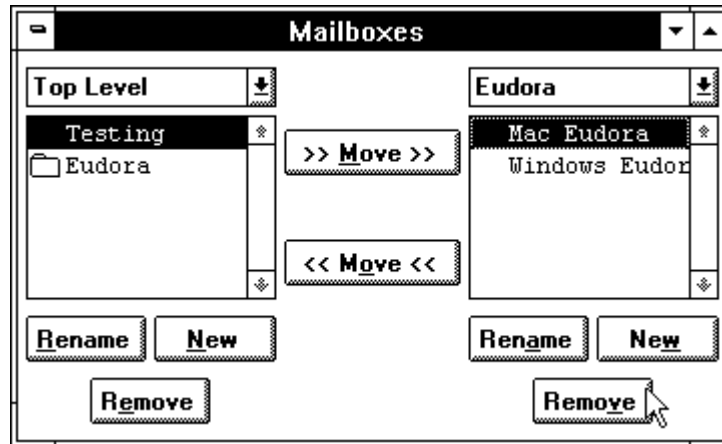 Mailboxes
Top Level
Eudora
Testing
Eudora
>> Move >>
<< Move <<
Mac Eudora
Windows Eudor
Rename
New
Rename
New
Remove
Remove